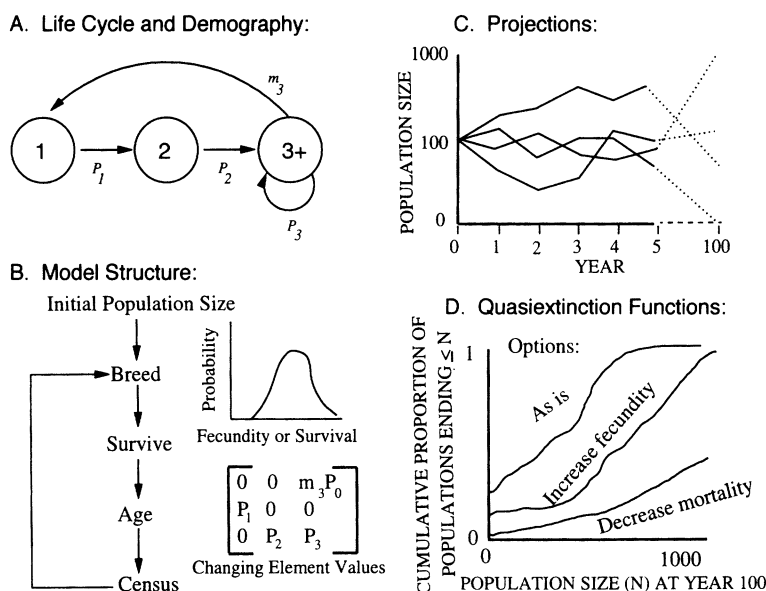 A. Life Cycle and Demography:
m3
1
2
3+
P1
P2
P3
B. Model Structure:
Initial Population Size
Breed
Survive
Age
Census
Probability
Fecundity or Survival
0 0 m3P0
P1 0 0
0 P2 P3
Changing Element Values
C. Projections:
POPULATION SIZE
1000
100
0
0 1 2 3 4 5 100
YEAR
D. Quasiextinction Functions:
CUMULATIVE PROPORTION OF
POPULATIONS ENDING ≤ N
Options:
1
As is
Increase fecundity
Decrease mortality
0
0 1000
POPULATION SIZE (N) AT YEAR 100